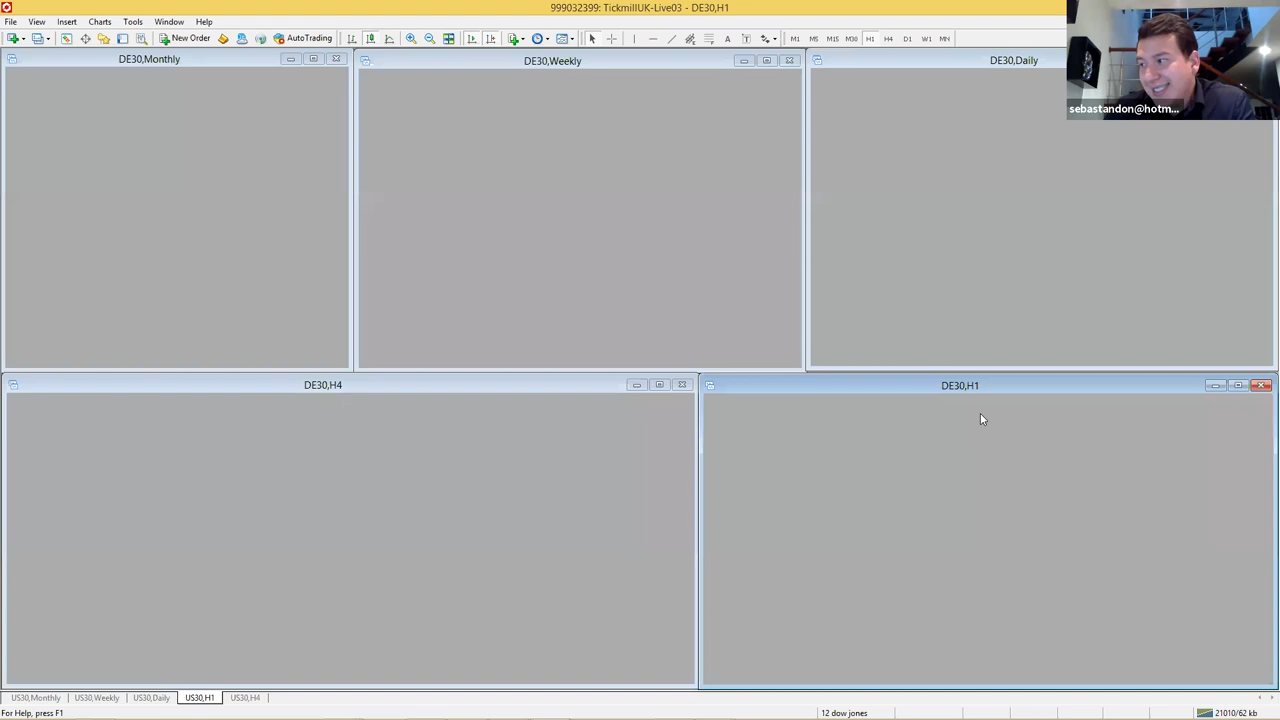 999032399: TickmillUK-Live03 - DE30,H1
File View Insert Charts Tools Window Help
New Order AutoTrading M1 M5 M15 M30 H1 H4 D1 W1 MN
sebastandon@hotm...
DE30,Monthly
DE30,Weekly
DE30,Daily
DE30,H4
DE30,H1
US30,Monthly US30,Weekly US30,Daily US30,H1 US30,H4
For Help, press F1
12 dow jones
21010/62 kb